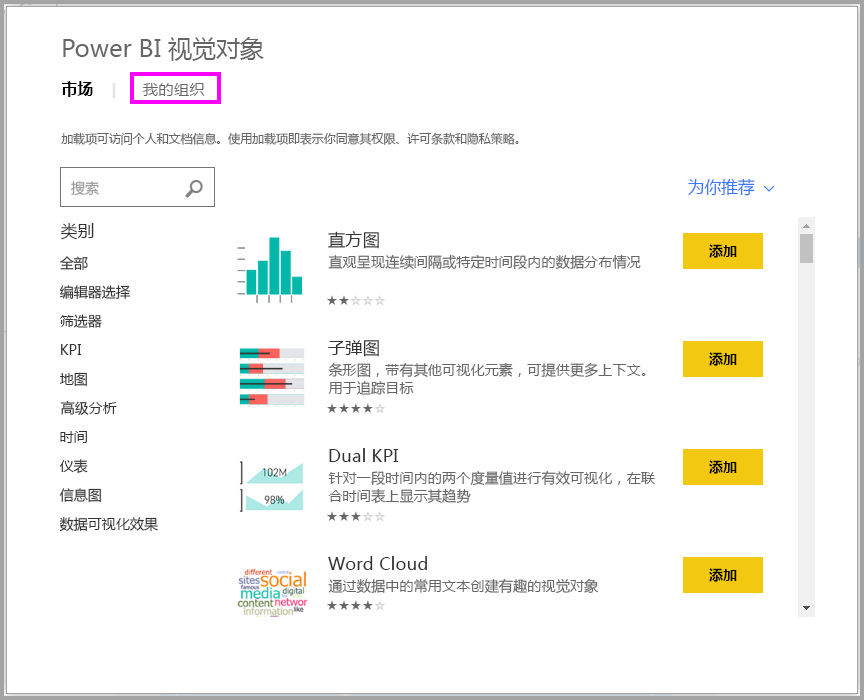 Power BI 视觉对象
市场 | 我的组织
加载项可访问个人和文档信息。使用加载项即表示你同意其权限、许可条款和隐私策略。
搜索
为你推荐
类别
全部
编辑器选择
筛选器
KPI
地图
高级分析
时间
仪表
信息图
数据可视化效果
直方图
直观呈现连续间隔或特定时间段内的数据分布情况
添加
子弹图
条形图，带有其他可视化元素，可提供更多上下文。
用于追踪目标
添加
102M
98%
Dual KPI
针对一段时间内的两个度量值进行有效可视化，在联
合时间表上显示其趋势
添加
different
sites social
famous
media digital
content networ
information like
Word Cloud
通过数据中的常用文本创建有趣的视觉对象
添加